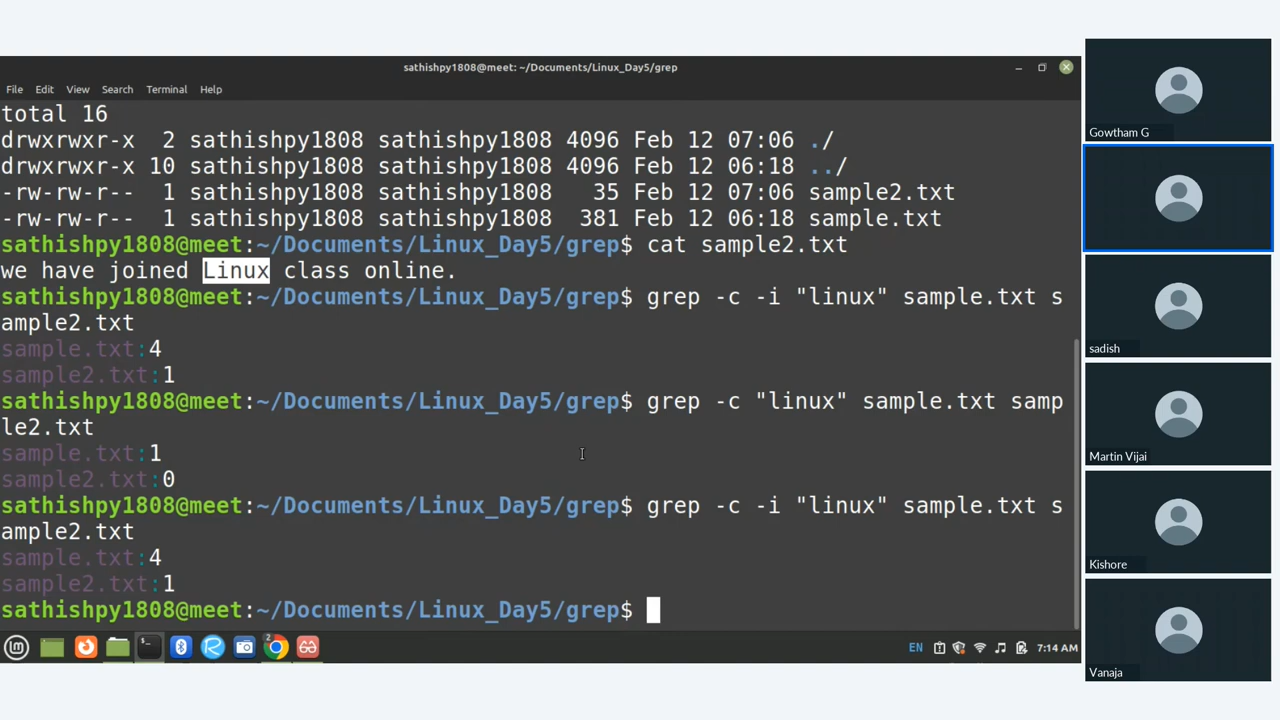 sathishpy1808@meet: ~/Documents/Linux_Day5/grep
File Edit View Search Terminal Help
total 16
drwxrwxr-x  2 sathishpy1808 sathishpy1808 4096 Feb 12 07:06 ./
drwxrwxr-x 10 sathishpy1808 sathishpy1808 4096 Feb 12 06:18 ../
-rw-rw-r--  1 sathishpy1808 sathishpy1808   35 Feb 12 07:06 sample2.txt
-rw-rw-r--  1 sathishpy1808 sathishpy1808  381 Feb 12 06:18 sample.txt
sathishpy1808@meet:~/Documents/Linux_Day5/grep$ cat sample2.txt
we have joined Linux class online.
sathishpy1808@meet:~/Documents/Linux_Day5/grep$ grep -c -i "linux" sample.txt s
ample2.txt
sample.txt:4
sample2.txt:1
sathishpy1808@meet:~/Documents/Linux_Day5/grep$ grep -c "linux" sample.txt samp
le2.txt
sample.txt:1
sample2.txt:0
sathishpy1808@meet:~/Documents/Linux_Day5/grep$ grep -c -i "linux" sample.txt s
ample2.txt
sample.txt:4
sample2.txt:1
sathishpy1808@meet:~/Documents/Linux_Day5/grep$
2
EN
7:14 AM
Gowtham G
sadish
Martin Vijai
Kishore
Vanaja